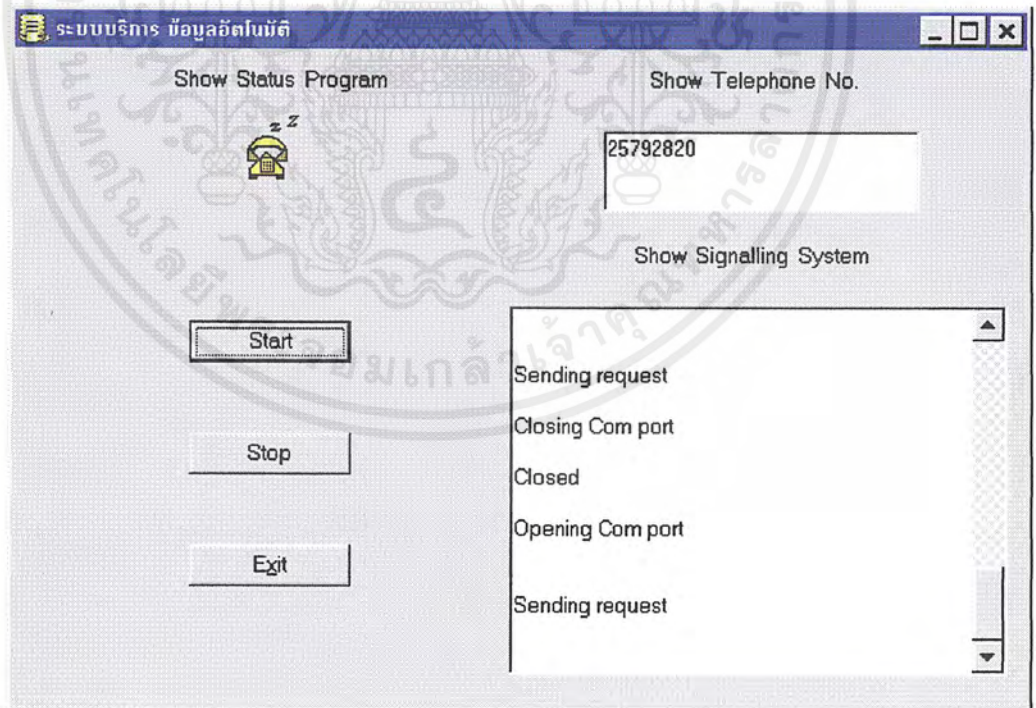 ระบบบริการ ข้อมูลอัตโนมัติ
Show Status Program
z Z
Show Telephone No.
25792820
Show Signalling System
Start
Stop
Exit
Sending request
Closing Com port
Closed
Opening Com port
Sending request